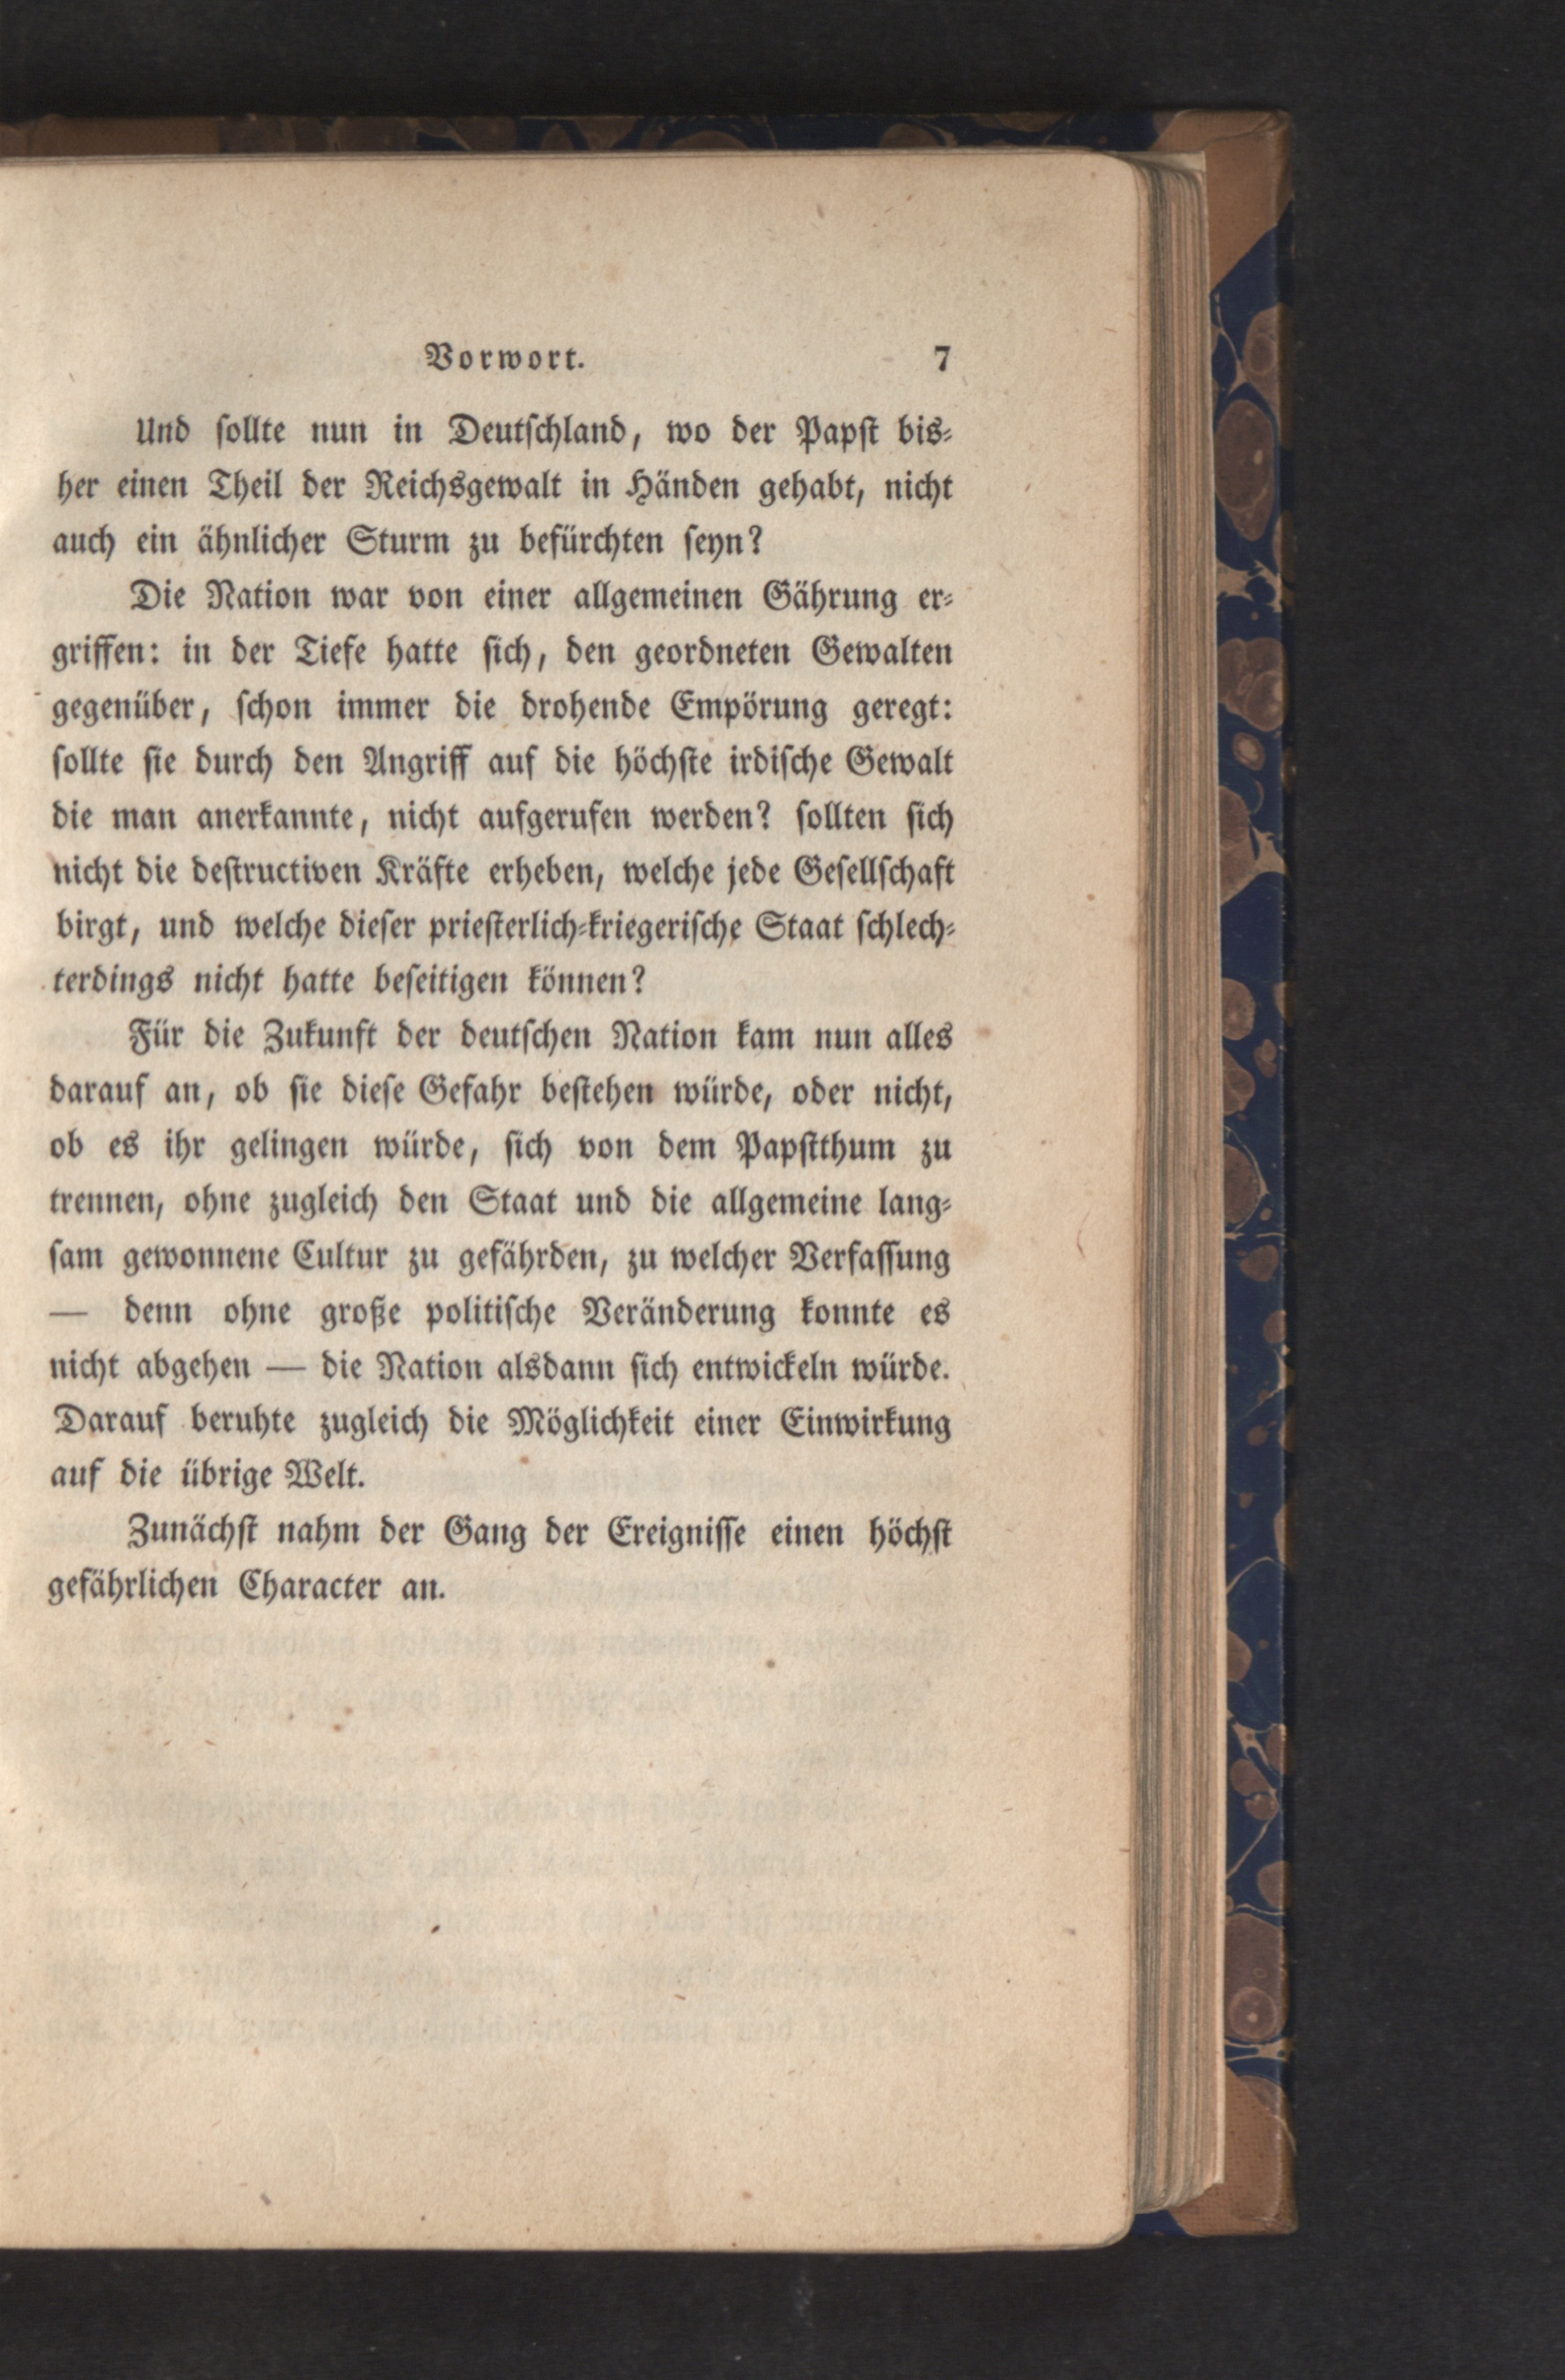 Vorwort. 7
Und ſollte nun in Deutſchland, wo der Papſt bis⸗
her einen Theil der Reichsgewalt in Händen gehabt, nicht
auch ein ähnlicher Sturm zu befürchten ſeyn?
Die Nation war von einer allgemeinen Gährung er⸗
griffen: in der Tiefe hatte ſich, den geordneten Gewalten
gegenüber, ſchon immer die drohende Empörung geregt:
ſollte ſie durch den Angriff auf die höchſte irdiſche Gewalt
die man anerkannte, nicht aufgerufen werden? ſollten ſich
nicht die deſtructiven Kräfte erheben, welche jede Geſellſchaft
birgt, und welche dieſer prieſterlich⸗kriegeriſche Staat ſchlech⸗
terdings nicht hatte beſeitigen können?
Für die Zukunft der deutſchen Nation kam nun alles
darauf an, ob ſie dieſe Gefahr beſtehen würde, oder nicht,
ob es ihr gelingen würde, ſich von dem Papſtthum zu
trennen, ohne zugleich den Staat und die allgemeine lang⸗
ſam gewonnene Cultur zu gefährden, zu welcher Verfaſſung
— denn ohne große politiſche Veränderung konnte es
nicht abgehen — die Nation alsdann ſich entwickeln würde.
Darauf beruhte zugleich die Möglichkeit einer Einwirkung
auf die übrige Welt.
Zunächſt nahm der Gang der Ereigniſſe einen höchſt
gefährlichen Character an.